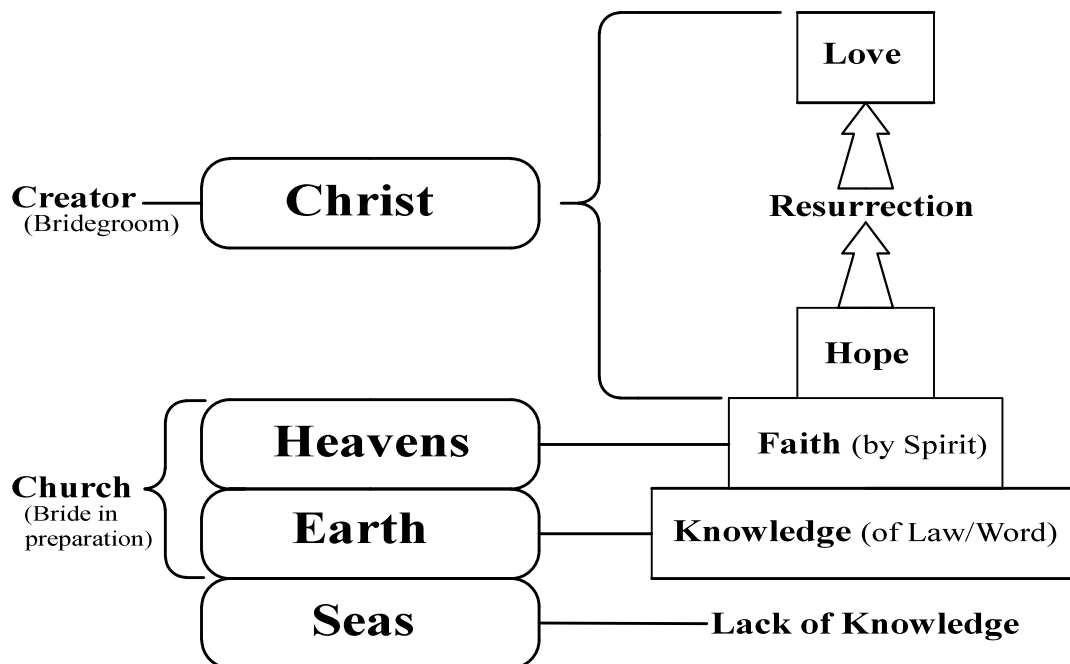 Love
Creator
(Bridegroom)
Christ
Resurrection
Hope
Heavens
Faith (by Spirit)
Church
(Bride in
preparation)
Earth
Knowledge (of Law/Word)
Seas
Lack of Knowledge